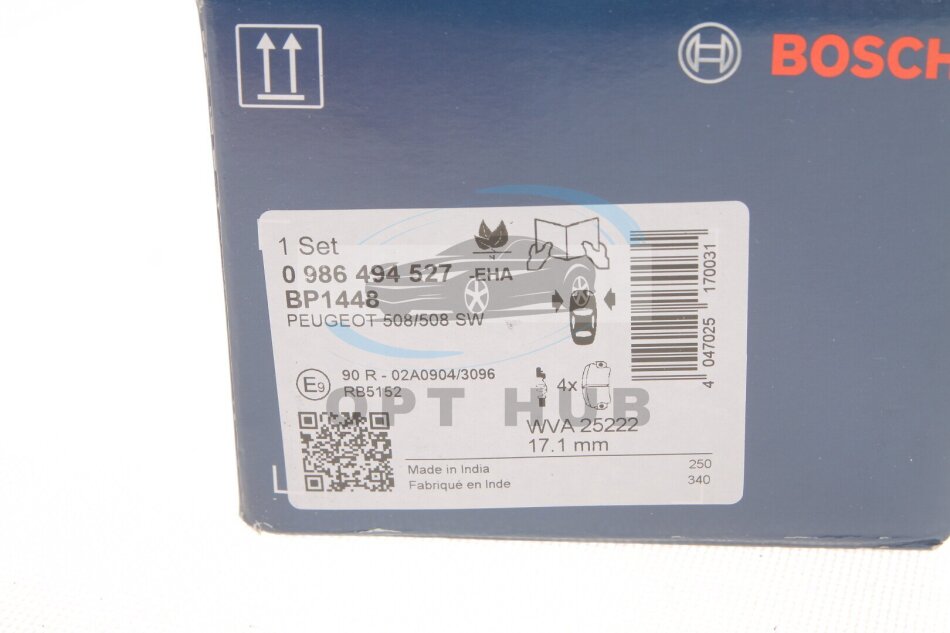 BOSCH
1 Set
0 986 494 527 -EHA
BP1448
PEUGEOT 508/508 SW
E9
90 R - 02A0904/3096
RB5152
4x
WVA 25222
17.1 mm
Made in India
Fabriqué en Inde
250
340
4 047025 170031
OPT HUB